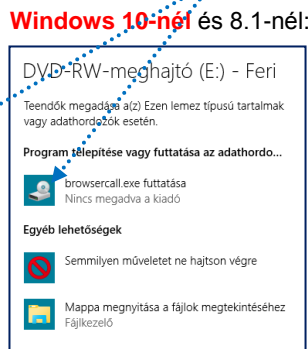 Windows 10-nél és 8.1-nél:
DVD-RW-meghajtó (E:) - Feri
Teendők megadása a(z) Ezen lemez típusú tartalmak
vagy adathordozók esetén.
Program telepítése vagy futtatása az adathordo...
browsercall.exe futtatása
Nincs megadva a kiadó
Egyéb lehetőségek
Semmilyen műveletet ne hajtson végre
Mappa megnyitása a fájlok megtekintéséhez
Fájlkezelő